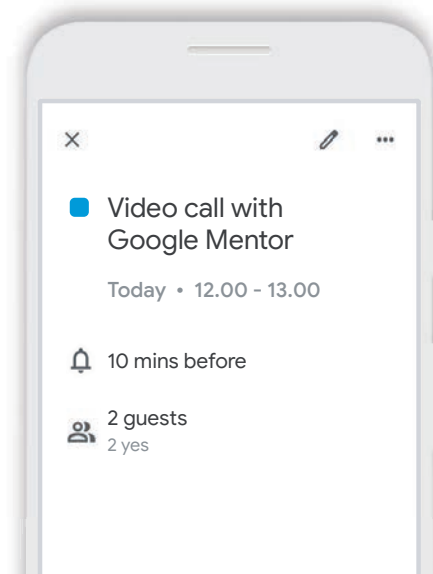 Video call with
Google Mentor
Today • 12.00 - 13.00
10 mins before
2 guests
2 yes